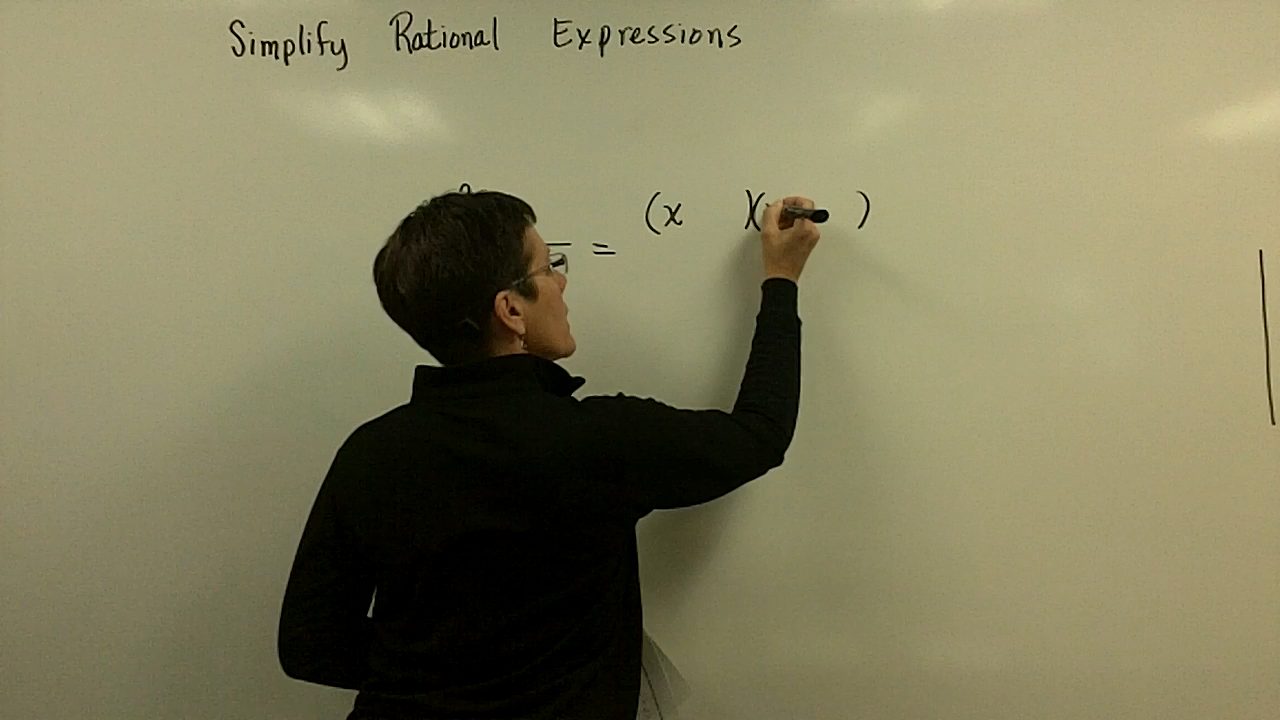 Simplify Rational Expressions
= (x )( )